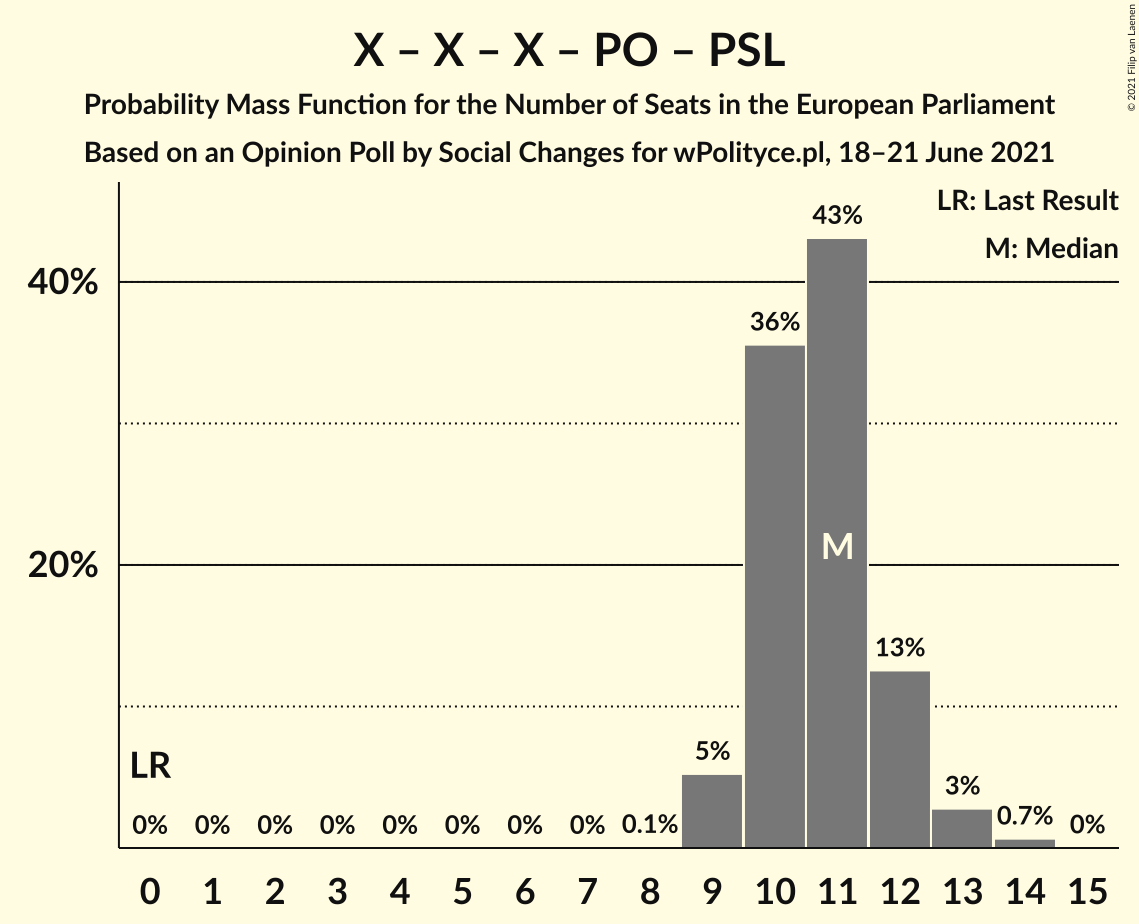 X – X – X – PO – PSL
Probability Mass Function for the Number of Seats in the European Parliament
Based on an Opinion Poll by Social Changes for wPolityce.pl, 18–21 June 2021
© 2021 Filip van Laenen
LR: Last Result
M: Median
40%
20%
43%
36%
M
13%
5%
LR
3%
0% 0% 0% 0% 0% 0% 0% 0% 0.1% 0.7% 0%
0 1 2 3 4 5 6 7 8 9 10 11 12 13 14 15